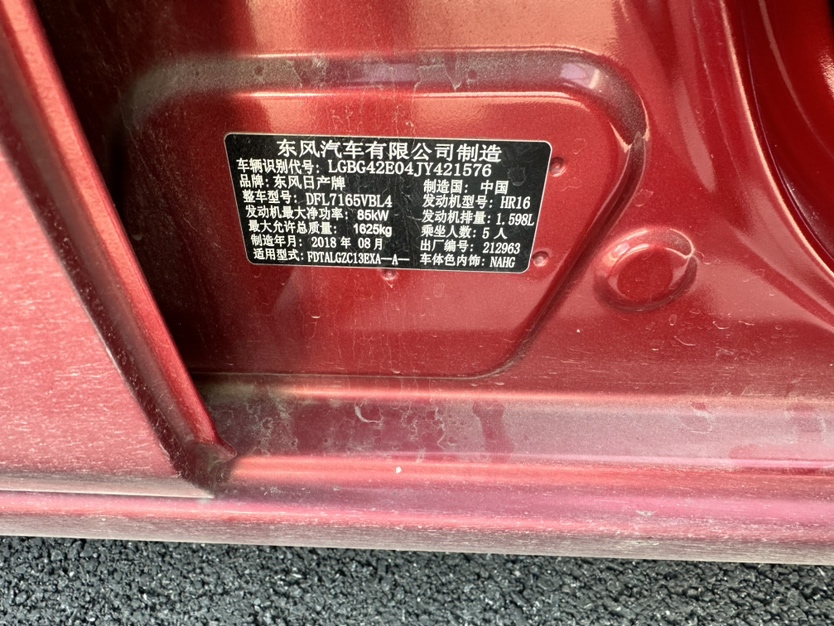 东风汽车有限公司制造
车辆识别代号: LGBG42E04JY421576
品牌: 东风日产牌 制造国: 中国
整车型号: DFL7165VBL4 发动机型号: HR16
发动机最大净功率: 85kW 发动机排量: 1.598L
最大允许总质量: 1625kg 乘坐人数: 5 人
制造年月: 2018 年 08 月 出厂编号: 212963
适用型式: FDTALGZC13EXA—A— 车体色内饰: NAHG